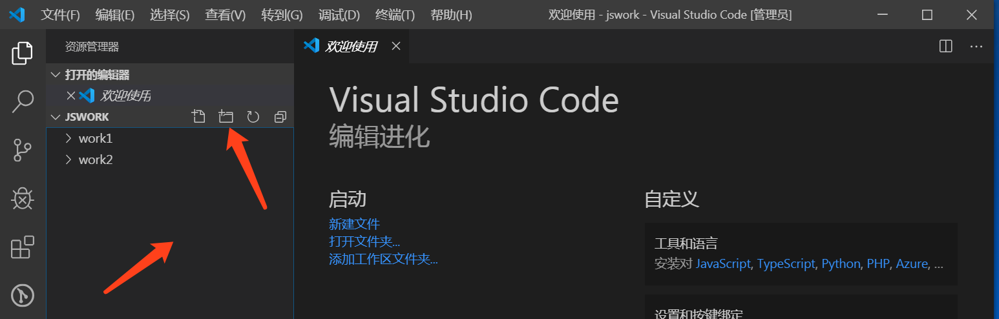 文件(F) 编辑(E) 选择(S) 查看(V) 转到(G) 调试(D) 终端(T) 帮助(H) 欢迎使用 - jswork - Visual Studio Code [管理员]
资源管理器
打开的编辑器
欢迎使用
JSWORK
work1
work2
欢迎使用
Visual Studio Code
编辑进化
启动
新建文件
打开文件夹...
添加工作区文件夹...
自定义
工具和语言
安装对 JavaScript, TypeScript, Python, PHP, Azure, ...
设置和按键绑定